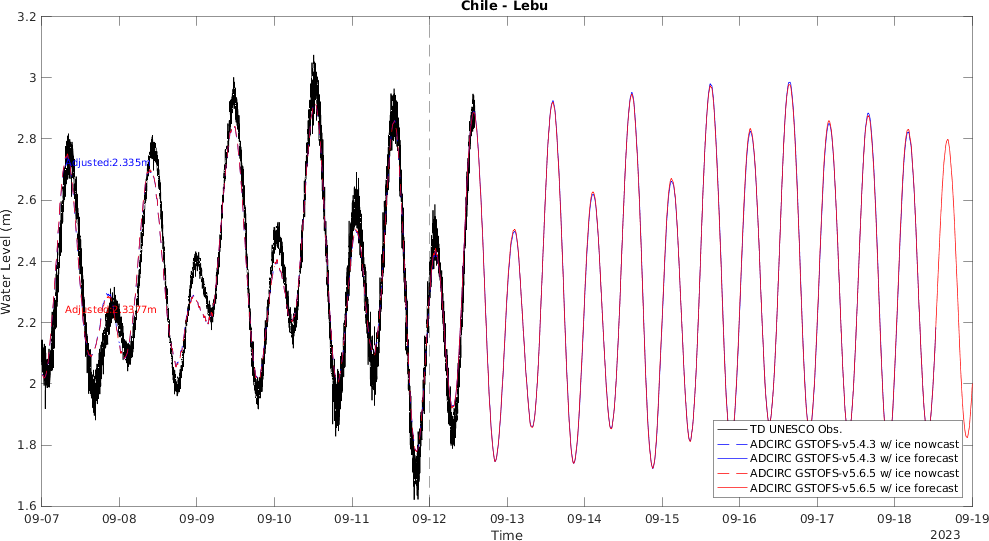 Chile - Lebu
3.2
3
2.8
2.6
2.4
2.2
2
1.8
1.6
Water Level (m)
Adjusted:2.335m
Adjusted:2.3377m
TD UNESCO Obs.
ADCIRC GSTOFS-v5.4.3 w/ ice nowcast
ADCIRC GSTOFS-v5.4.3 w/ ice forecast
ADCIRC GSTOFS-v5.6.5 w/ ice nowcast
ADCIRC GSTOFS-v5.6.5 w/ ice forecast
09-07 09-08 09-09 09-10 09-11 09-12 09-13 09-14 09-15 09-16 09-17 09-18 09-19
Time
2023